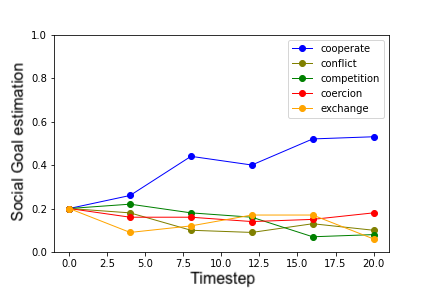 1.0
0.8
0.6
0.4
0.2
0.0
Social Goal estimation
cooperate
conflict
competition
coercion
exchange
0.0 2.5 5.0 7.5 10.0 12.5 15.0 17.5 20.0
Timestep